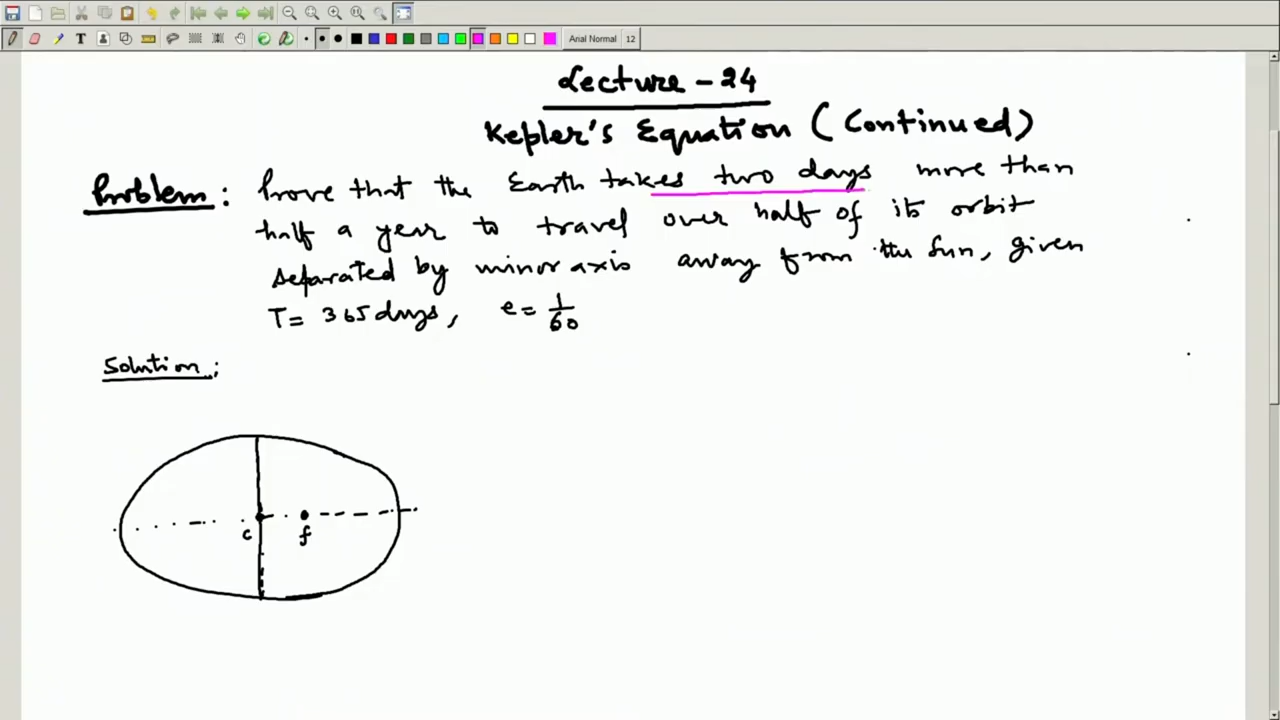 Arial Normal 12
Lecture - 24
Kepler's Equation (Continued)
Problem: Prove that the Earth takes two days more than
half a year to travel over half of its orbit
separated by minor axis away from the Sun, given
T = 365 days, e = 1/60
Solution:
c f